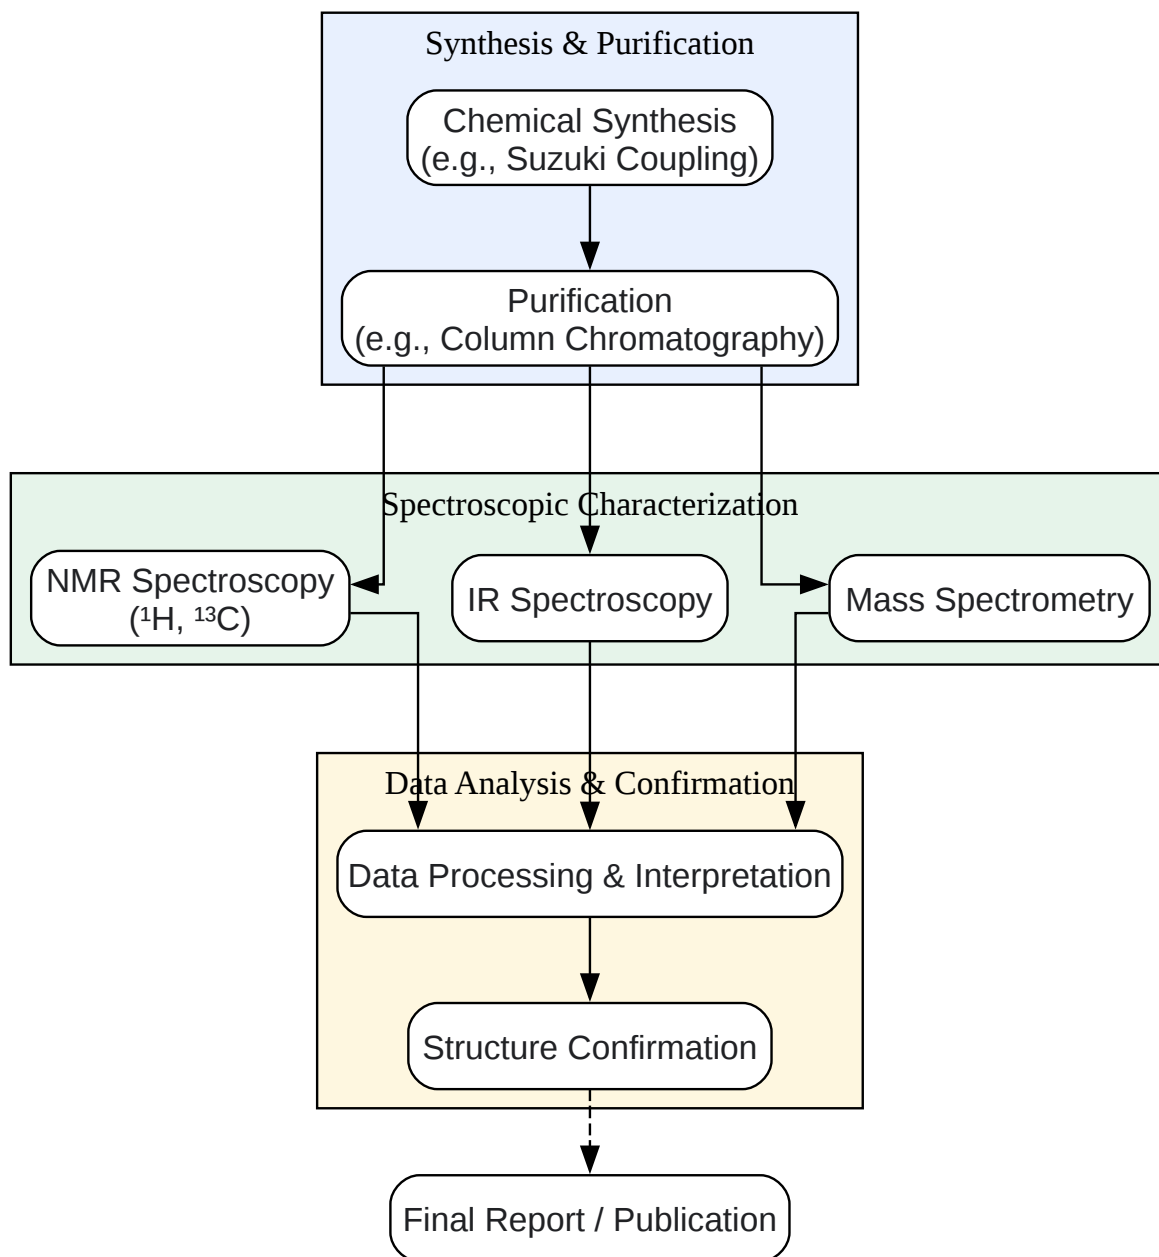 Synthesis & Purification
Chemical Synthesis
(e.g., Suzuki Coupling)
Purification
(e.g., Column Chromatography)
Spectroscopic Characterization
NMR Spectroscopy
(¹H, ¹³C)
IR Spectroscopy
Mass Spectrometry
Data Analysis & Confirmation
Data Processing & Interpretation
Structure Confirmation
Final Report / Publication